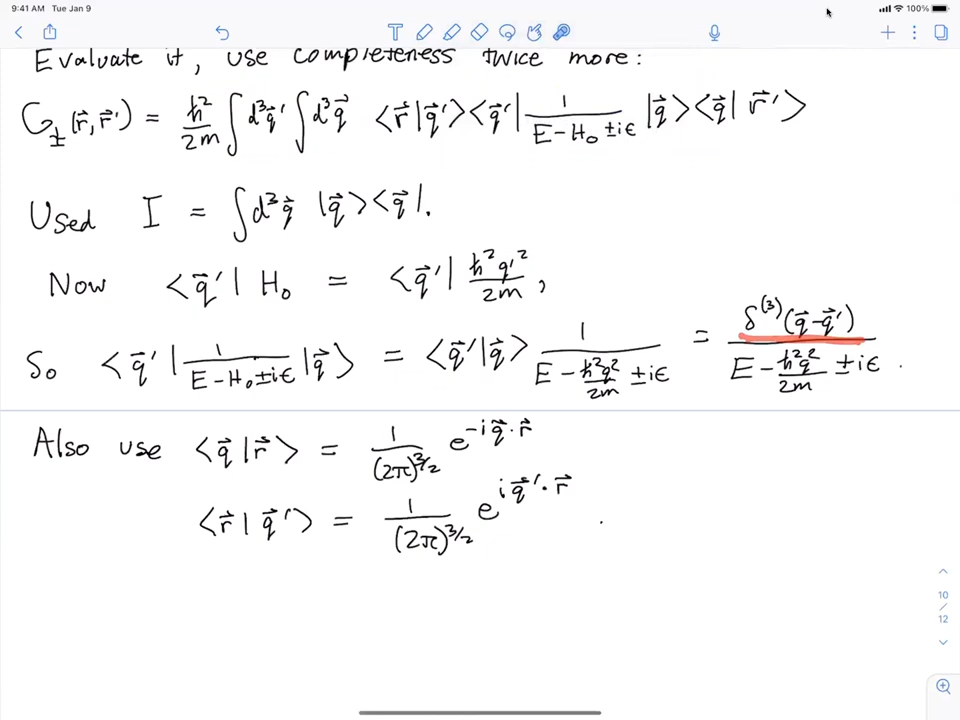 9:41 AM Tue Jan 9 100%
Evaluate it, use completeness twice more:
G±(r⃗, r⃗') = ħ²/2m ∫d³q⃗' ∫d³q⃗ <r⃗|q⃗'><q⃗'| 1/(E-H₀±iε) |q⃗><q⃗|r⃗'>
Used I = ∫d³q⃗ |q⃗><q⃗|.
Now <q⃗'|H₀ = <q⃗'| ħ²q'²/2m,
So <q⃗'| 1/(E-H₀±iε) |q⃗> = <q⃗'|q⃗> 1/(E - ħ²q²/2m ±iε) = δ⁽³⁾(q⃗-q⃗')/(E - ħ²q²/2m ±iε).
Also use <q⃗|r⃗> = 1/(2π)^{3/2} e^{-iq⃗·r⃗}
<r⃗|q⃗'> = 1/(2π)^{3/2} e^{iq⃗'·r⃗}.
10
/
12